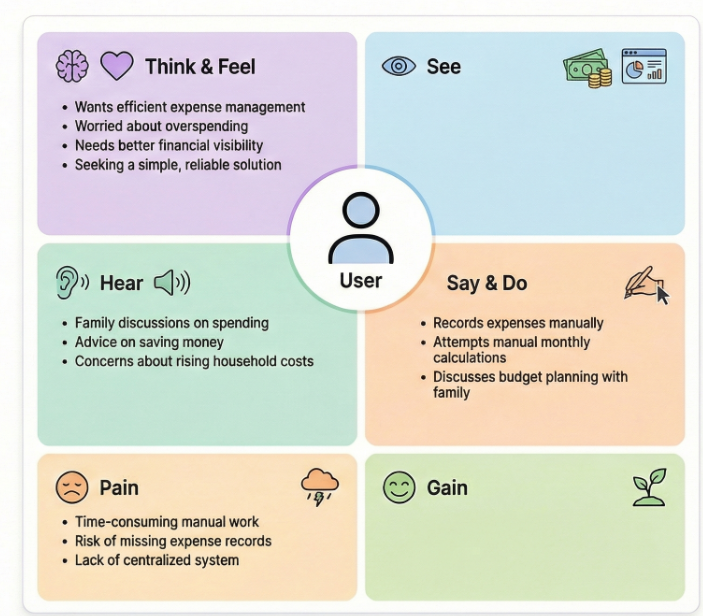 Think & Feel
• Wonts efficient expense management
• Worried about overspending
• Needs better financial visibility
• Seeking a simple, reliable solution
See
User
Hear
• Family discussions on spending
• Advice on saving money
• Concerns about rising household costs
Say & Do
• Records expenses manually
• Attempts manual monthly
calculations
• Discusses budget planning with
family
Pain
• Time-consuming manual work
• Risk of missing expense records
• Lack of centralized system
Gain